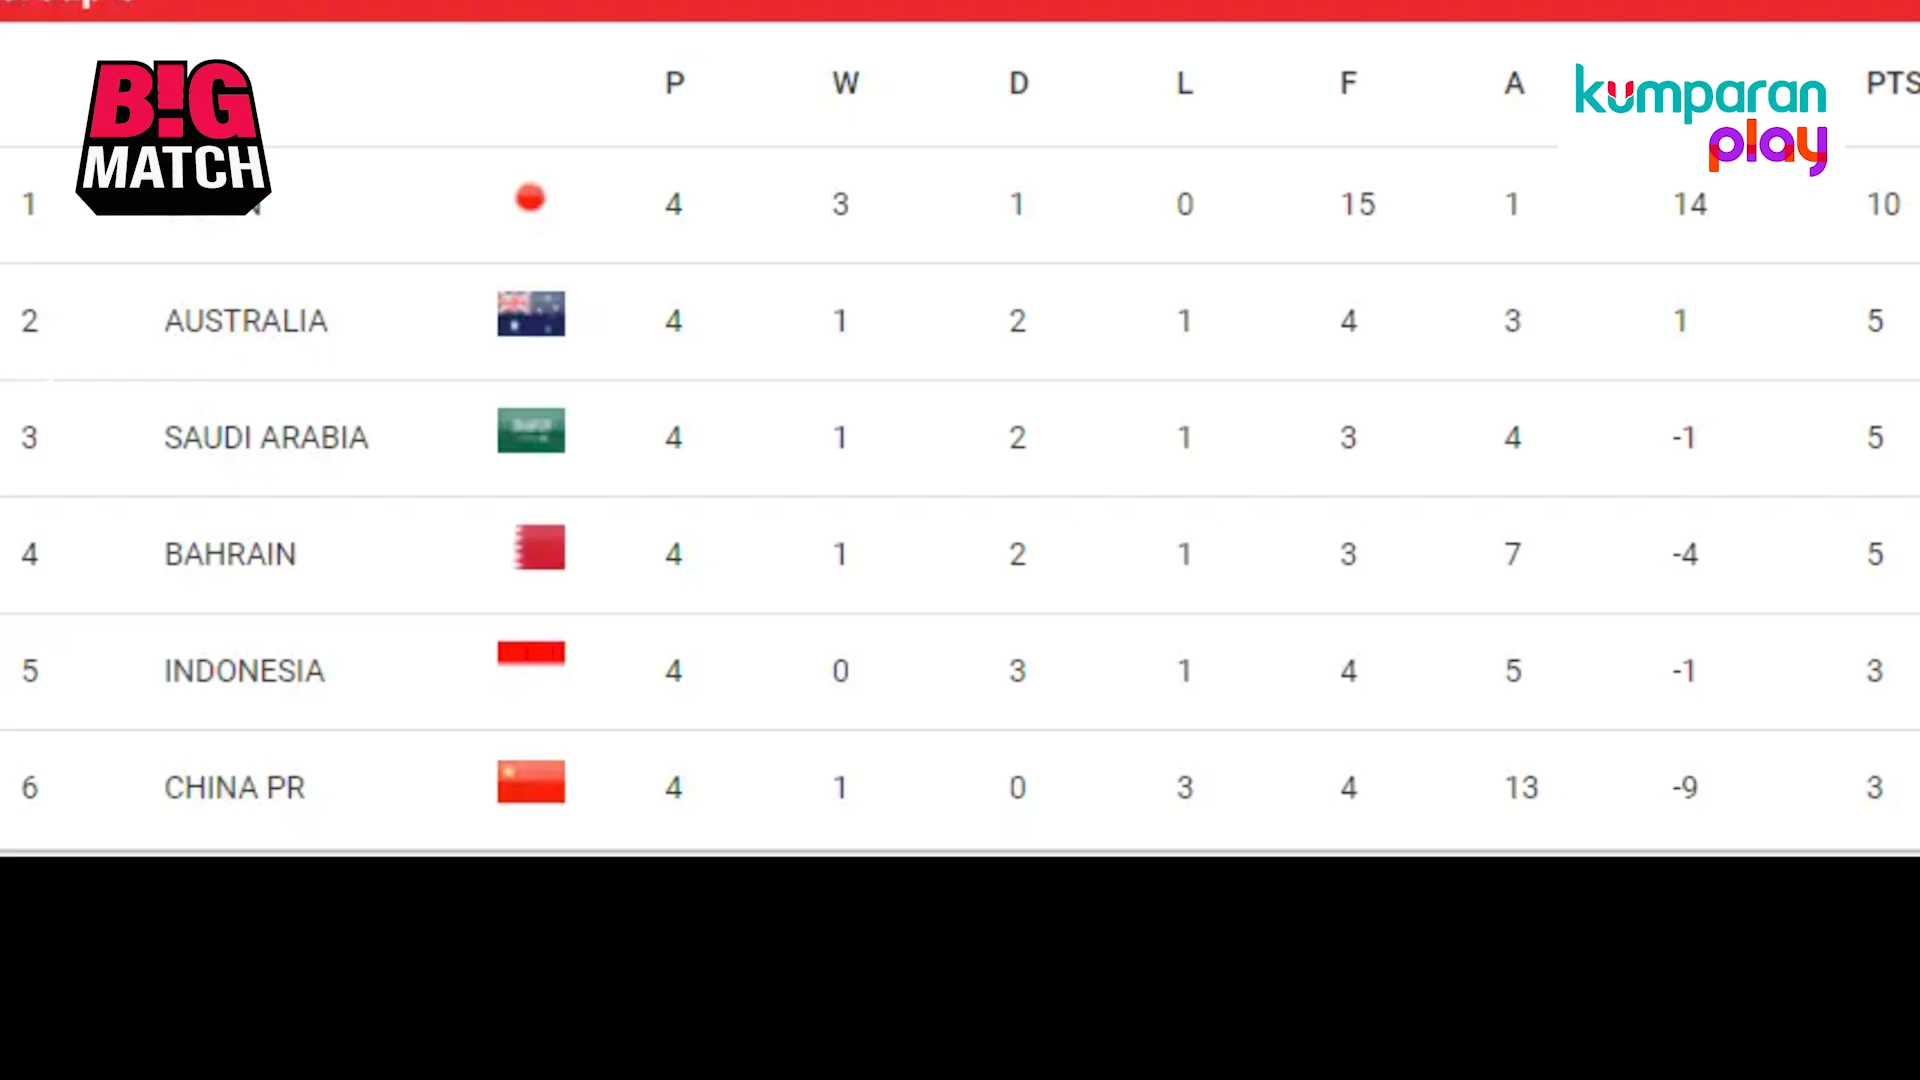 P W D L F A PTS
B!G
MATCH
kumparan
play
1 4 3 1 0 15 1 14 10
2 AUSTRALIA 4 1 2 1 4 3 1 5
3 SAUDI ARABIA 4 1 2 1 3 4 -1 5
4 BAHRAIN 4 1 2 1 3 7 -4 5
5 INDONESIA 4 0 3 1 4 5 -1 3
6 CHINA PR 4 1 0 3 4 13 -9 3